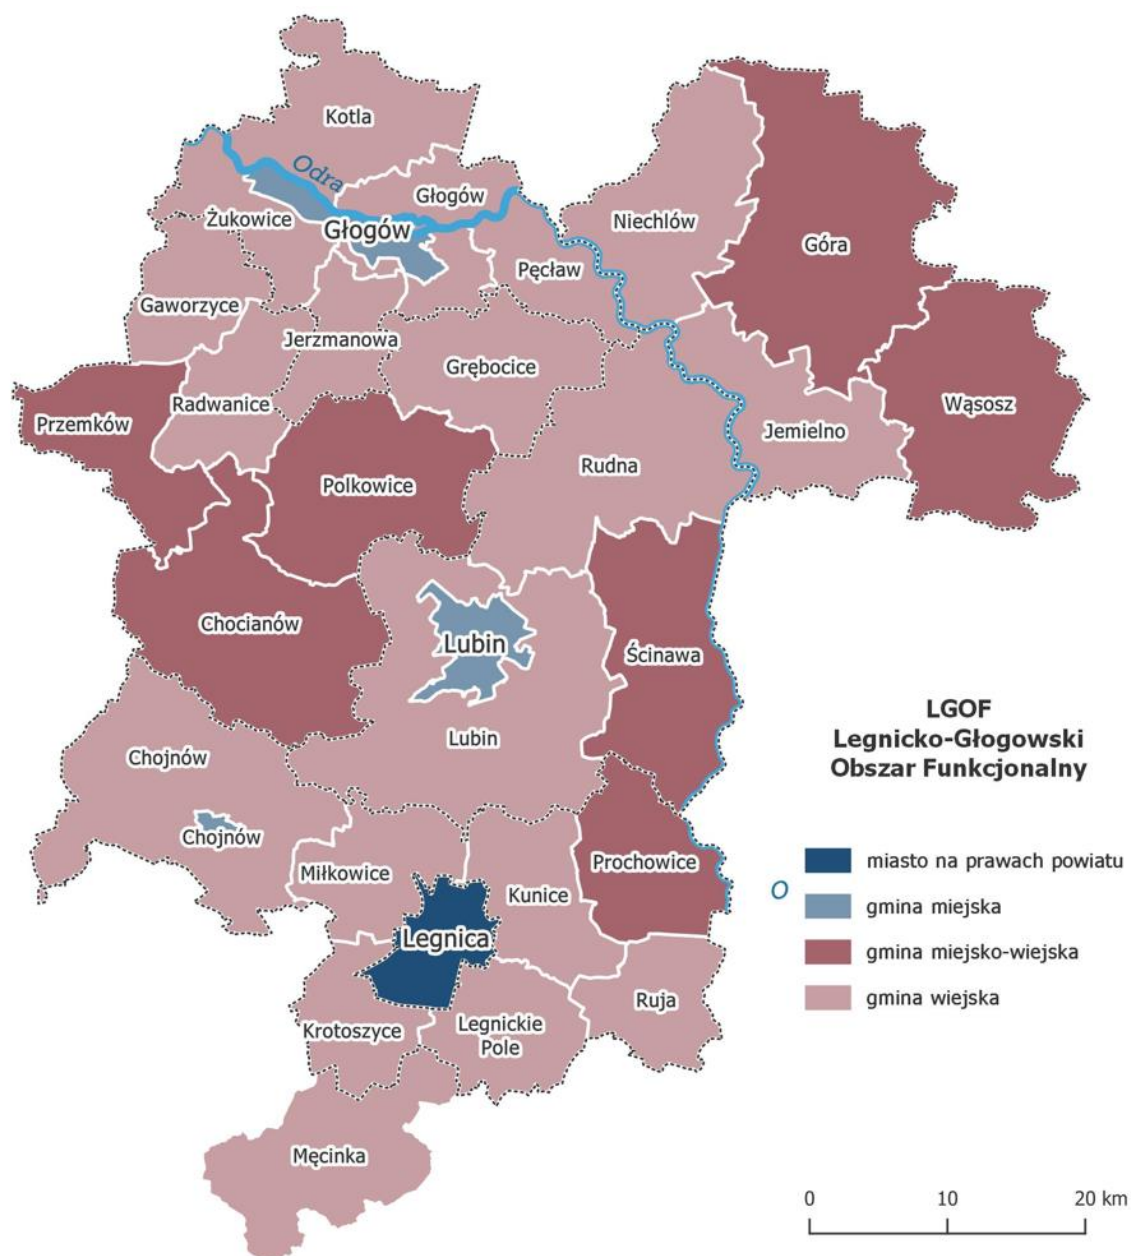 Kotla
Odra
Głogów
Żukowice
Głogów
Niechlów
Góra
Pęcław
Gaworzyce
Jerzmanowa
Grębocice
Przemków
Radwanice
Wąsosz
Jemielno
Rudna
Polkowice
Chocianów
Lubin
Ścinawa
Lubin
Chojnów
Chojnów
Miłkowice
Kunice
Prochowice
Legnica
Krotoszyce
Legnickie
Pole
Ruja
Męcinka
LGOF
Legnicko-Głogowski
Obszar Funkcjonalny
miasto na prawach powiatu
O
gmina miejska
gmina miejsko-wiejska
gmina wiejska
0 10 20 km